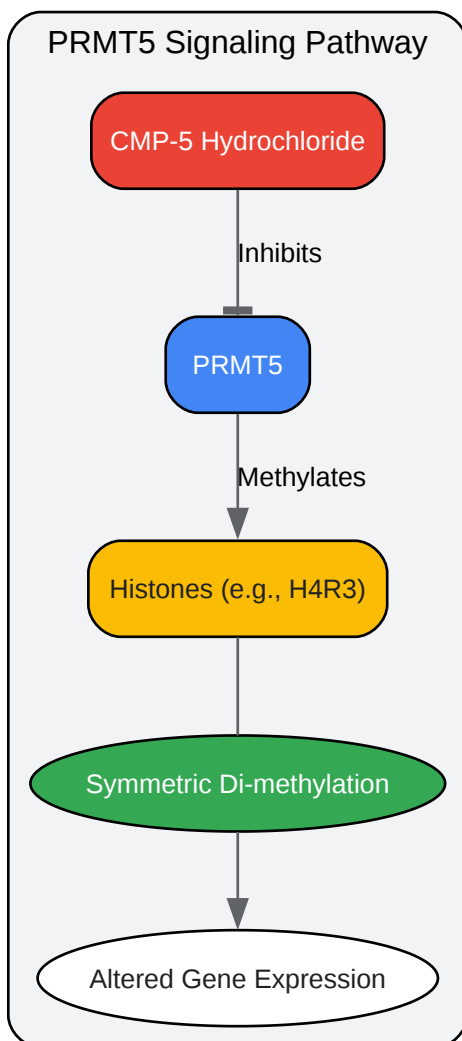 PRMT5 Signaling Pathway
CMP-5 Hydrochloride
Inhibits
PRMT5
Methylates
Histones (e.g., H4R3)
Symmetric Di-methylation
Altered Gene Expression